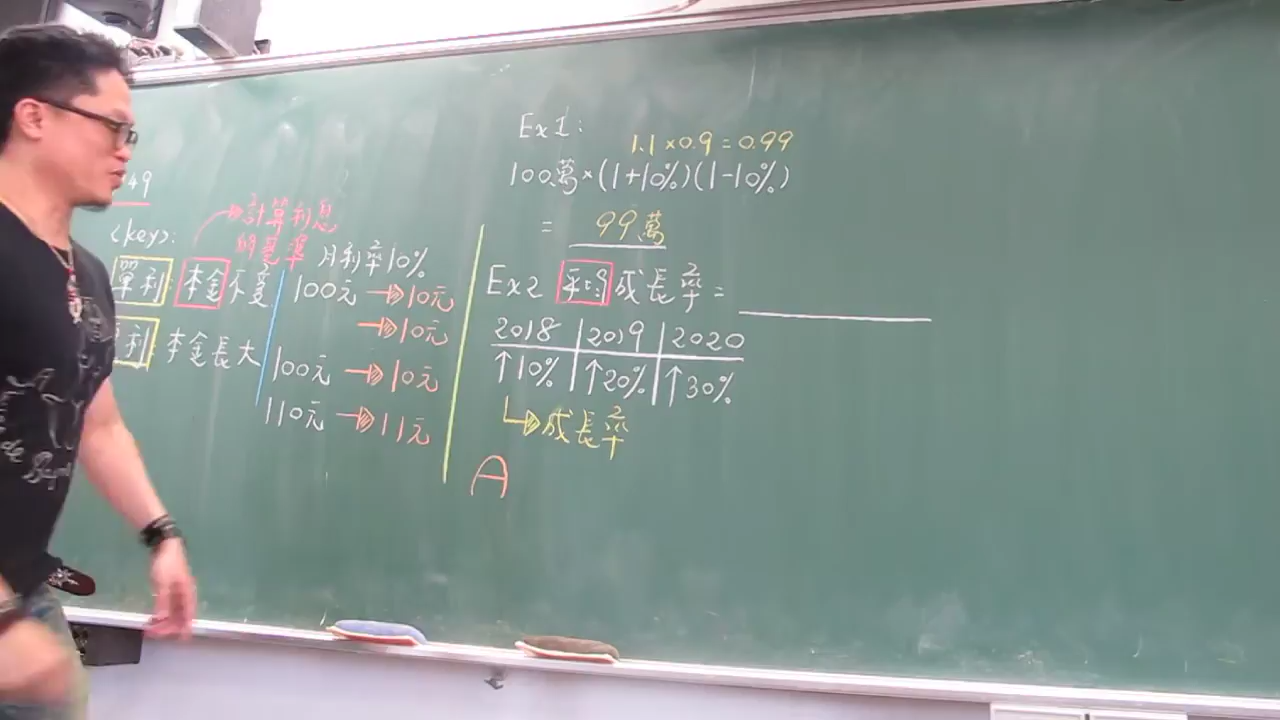 49
<key>:
計算利息
的基準
月利率10%
單利 本金不變
100元 → 10元
→ 10元
利 本金長大
100元 → 10元
110元 → 11元
Ex1:
1.1×0.9=0.99
100萬×(1+10%)(1-10%)
= 99萬
Ex2 平均成長率=
2018 2019 2020
↑10% ↑20% ↑30%
→成長率
A